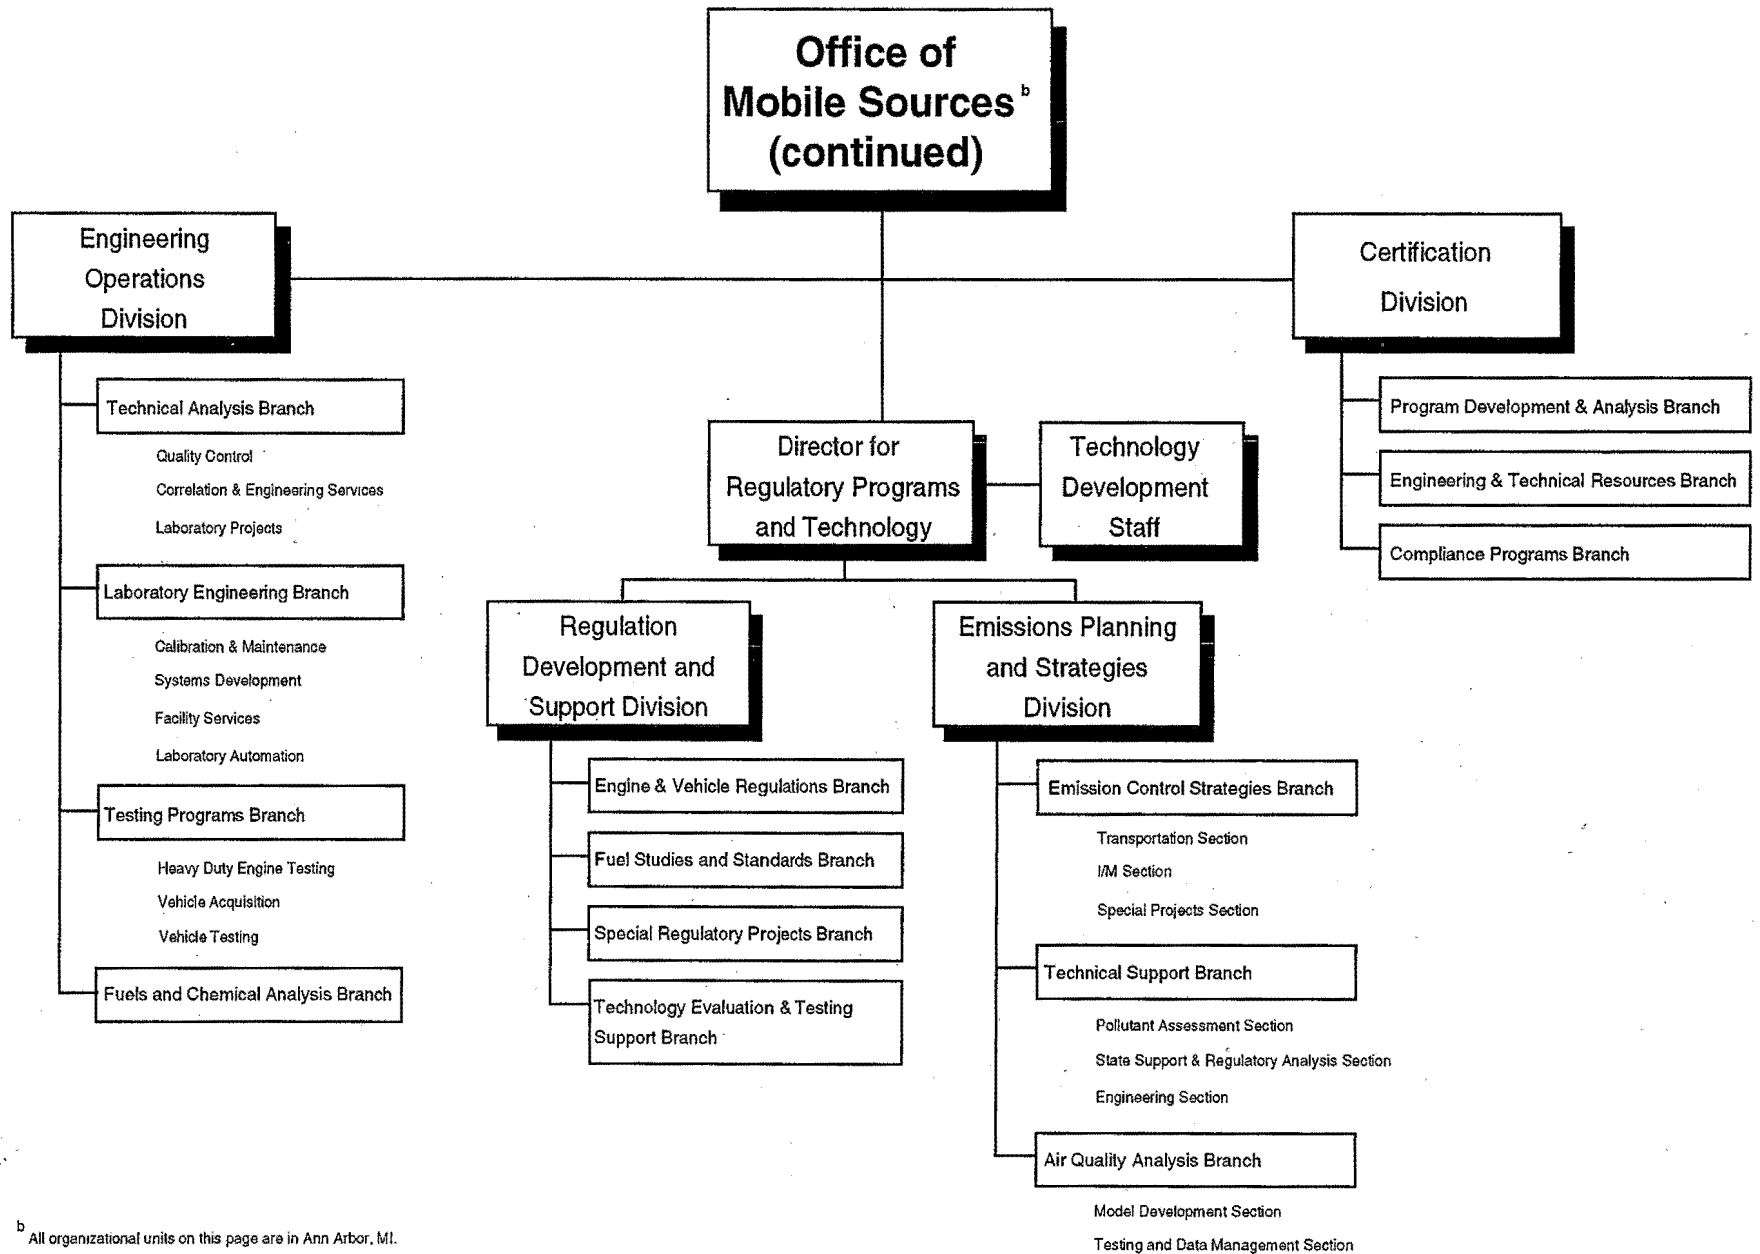 Office of
Mobile Sources b
(continued)
Engineering
Operations
Division
Technical Analysis Branch
Quality Control
Correlation & Engineering Services
Laboratory Projects
Laboratory Engineering Branch
Calibration & Maintenance
Systems Development
Facility Services
Laboratory Automation
Testing Programs Branch
Heavy Duty Engine Testing
Vehicle Acquisition
Vehicle Testing
Fuels and Chemical Analysis Branch
Director for
Regulatory Programs
and Technology
Technology
Development
Staff
Regulation
Development and
Support Division
Engine & Vehicle Regulations Branch
Fuel Studies and Standards Branch
Special Regulatory Projects Branch
Technology Evaluation & Testing
Support Branch
Emissions Planning
and Strategies
Division
Emission Control Strategies Branch
Transportation Section
I/M Section
Special Projects Section
Technical Support Branch
Pollutant Assessment Section
State Support & Regulatory Analysis Section
Engineering Section
Air Quality Analysis Branch
Model Development Section
Testing and Data Management Section
Certification
Division
Program Development & Analysis Branch
Engineering & Technical Resources Branch
Compliance Programs Branch
b All organizational units on this page are in Ann Arbor, MI.